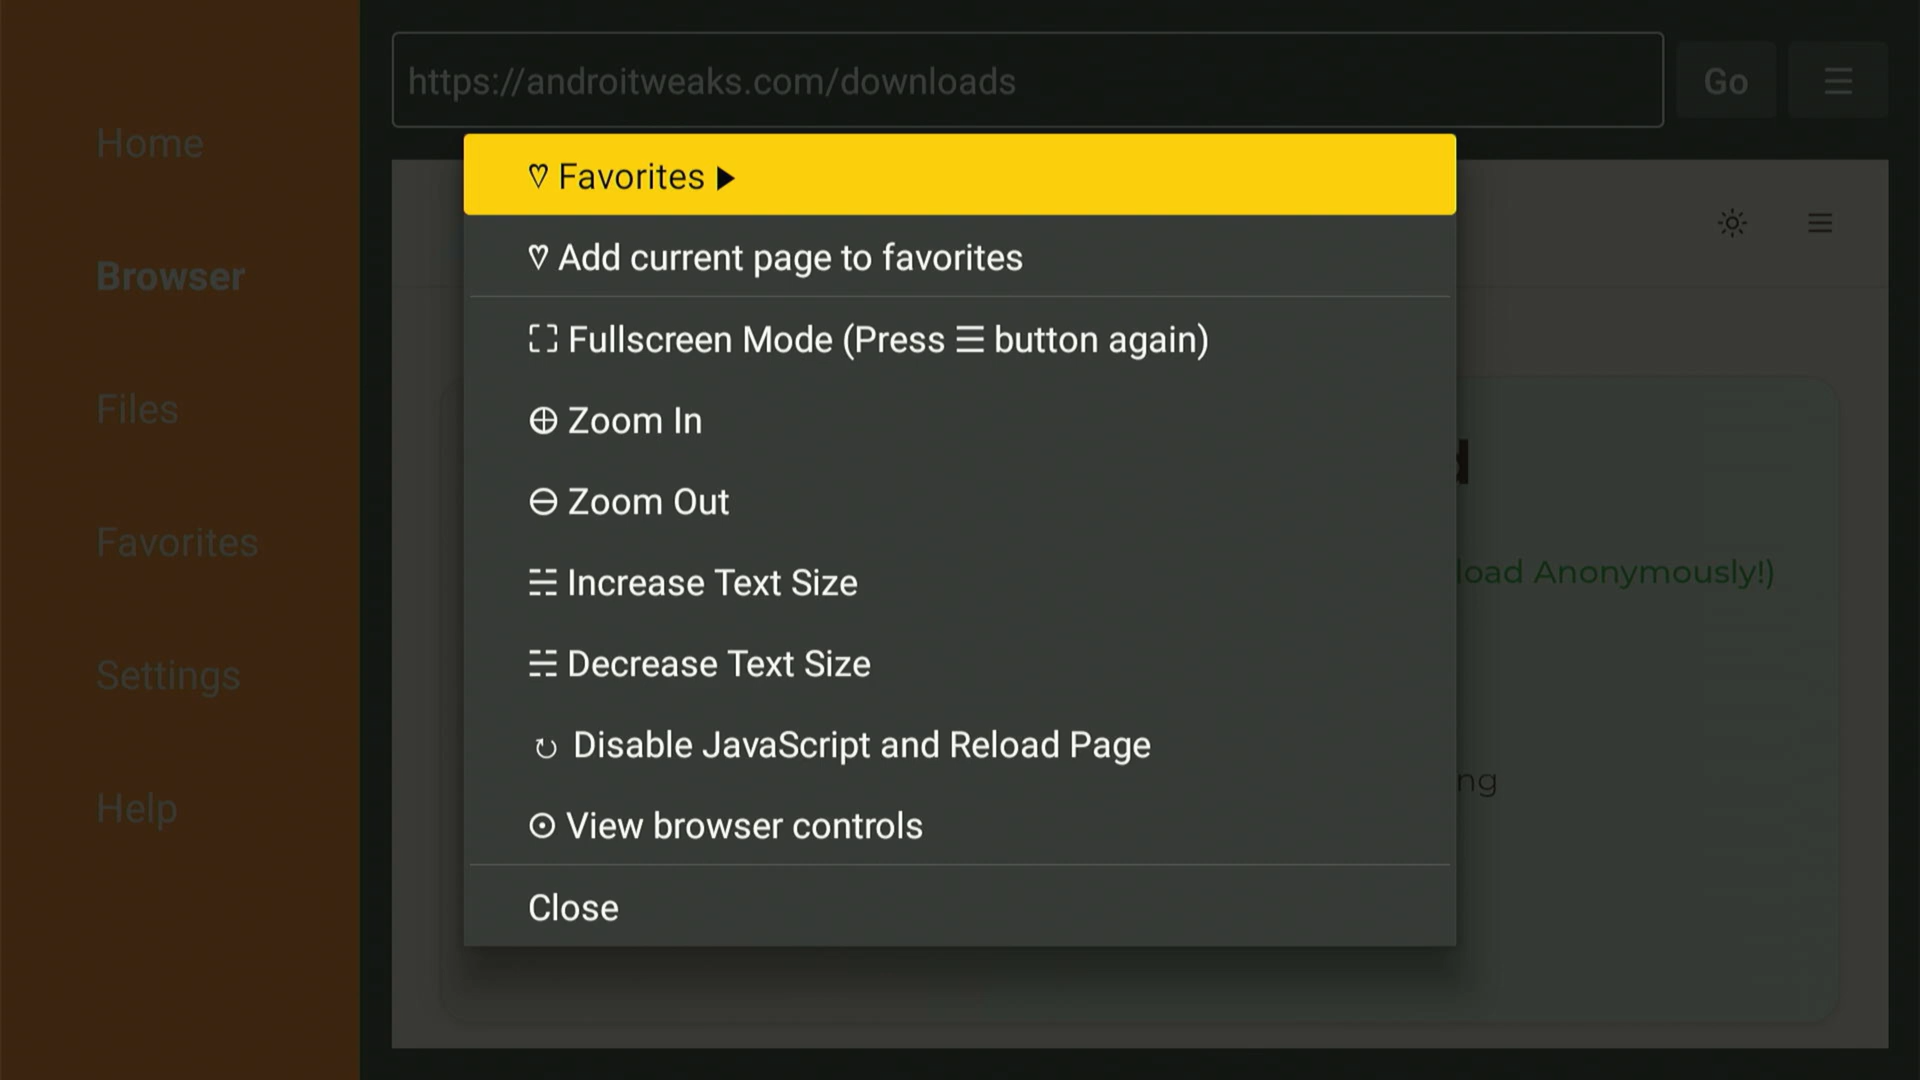 https://androitweaks.com/downloads
Go
☰
Home
Browser
Files
Favorites
Settings
Help
♡ Favorites ▶
♡ Add current page to favorites
Fullscreen Mode (Press ☰ button again)
⊕ Zoom In
⊖ Zoom Out
☵ Increase Text Size
☵ Decrease Text Size
↻ Disable JavaScript and Reload Page
⊙ View browser controls
Close
Anonymously!)